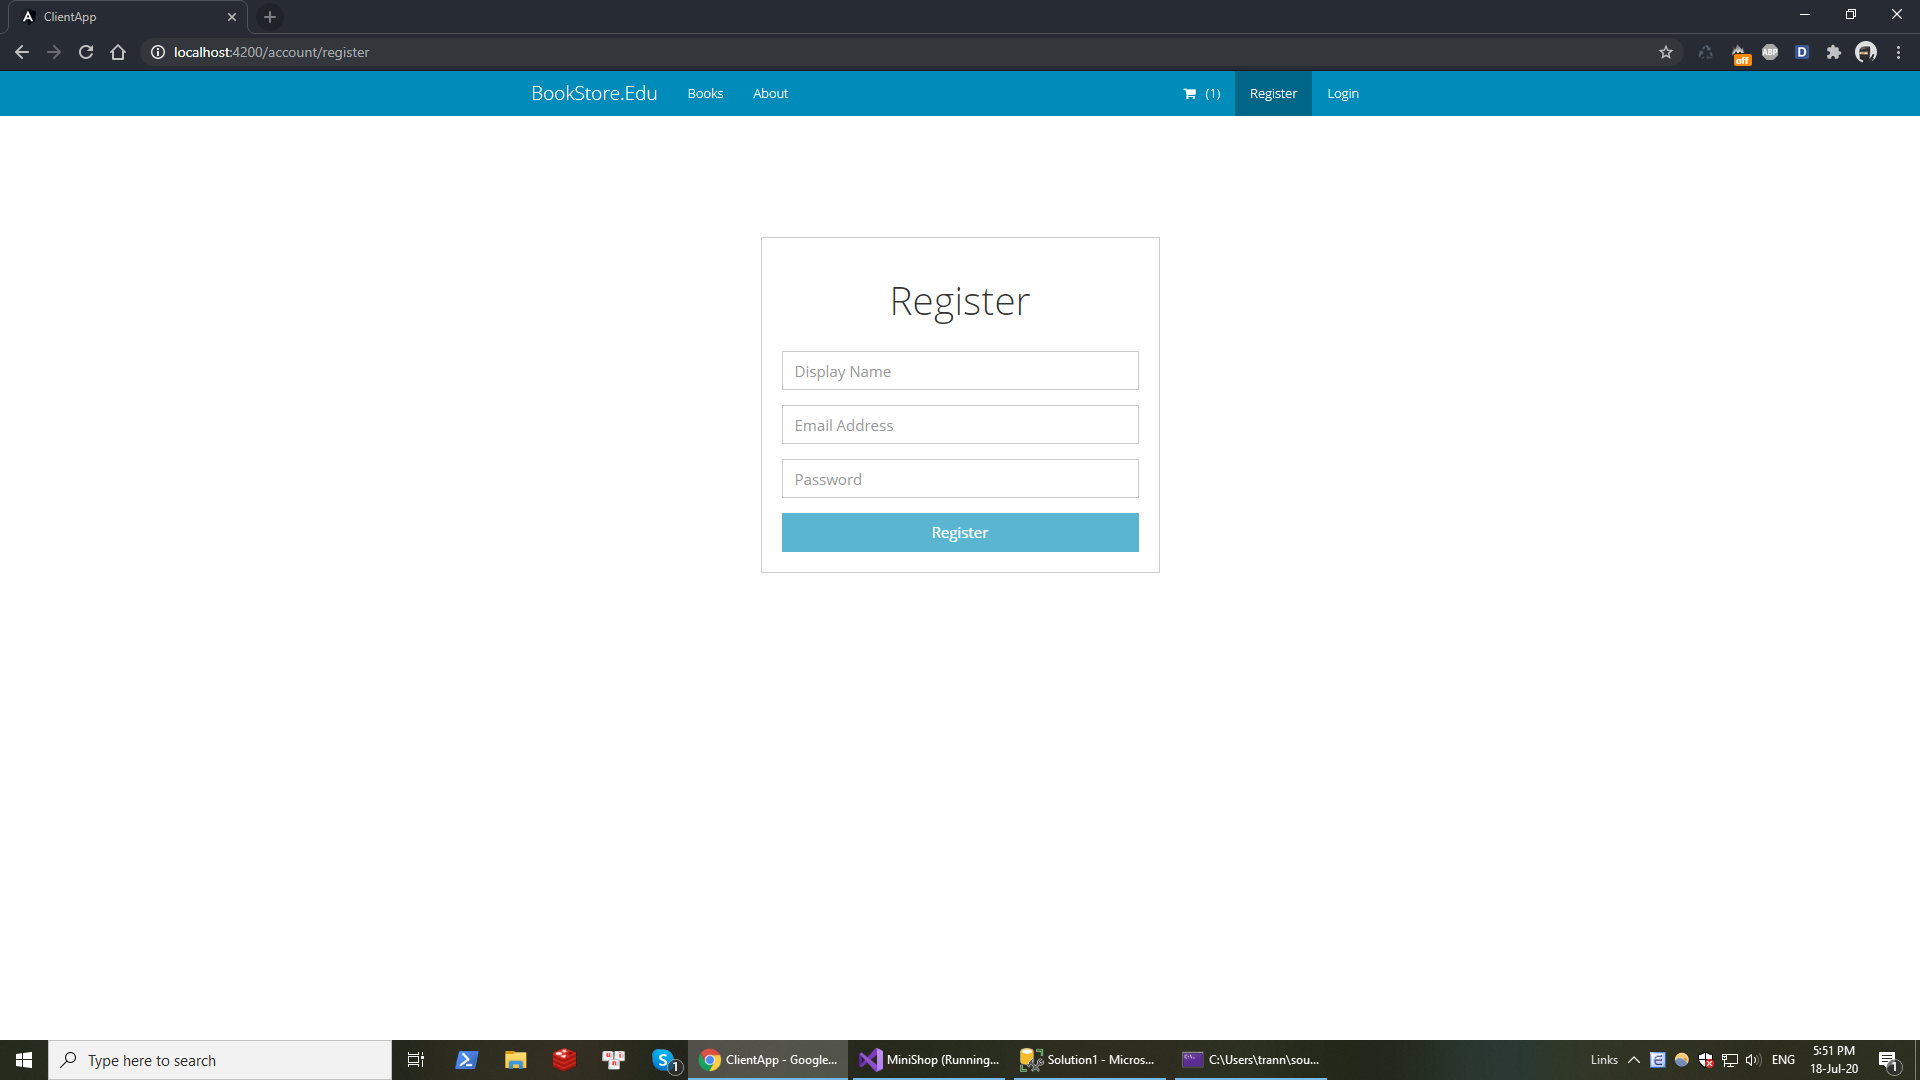 ClientApp
localhost:4200/account/register
off
ABP
D
BookStore.Edu Books About (1) Register Login
Register
Display Name
Email Address
Password
Register
Type here to search
1
ClientApp - Google...
MiniShop (Running...
Solution1 - Micros...
C:\Users\trann\sou...
Links
ENG
5:51 PM
18-Jul-20
1